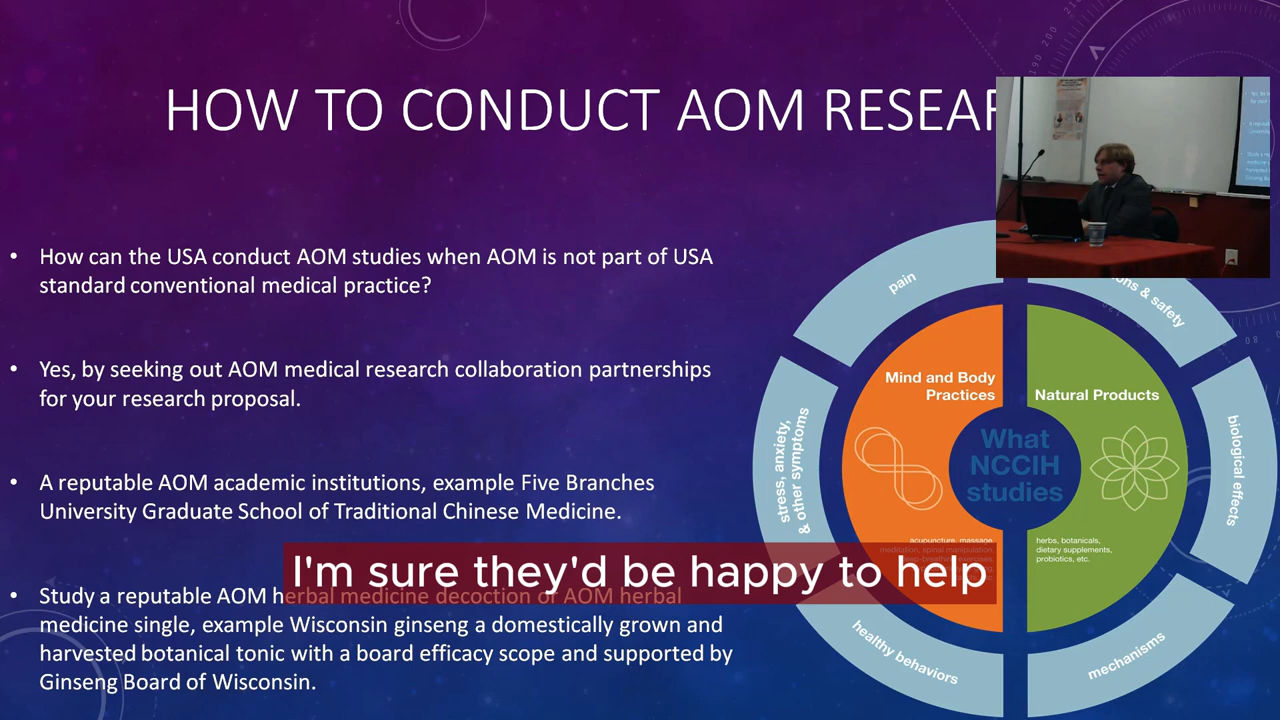 HOW TO CONDUCT AOM RESEAR
• How can the USA conduct AOM studies when AOM is not part of USA
standard conventional medical practice?
• Yes, by seeking out AOM medical research collaboration partnerships
for your research proposal.
• A reputable AOM academic institutions, example Five Branches
University Graduate School of Traditional Chinese Medicine.
• Study a reputable AOM herbal medicine decoction of AOM herbal
medicine single, example Wisconsin ginseng a domestically grown and
harvested botanical tonic with a board efficacy scope and supported by
Ginseng Board of Wisconsin.
I'm sure they'd be happy to help
pain
& safety
stress, anxiety,
& other symptoms
biological effects
healthy behaviors
mechanisms
Mind and Body
Practices
acupuncture, massage,
meditation, spinal manipulation,
Natural Products
herbs, botanicals,
dietary supplements,
probiotics, etc.
What
NCCIH
studies